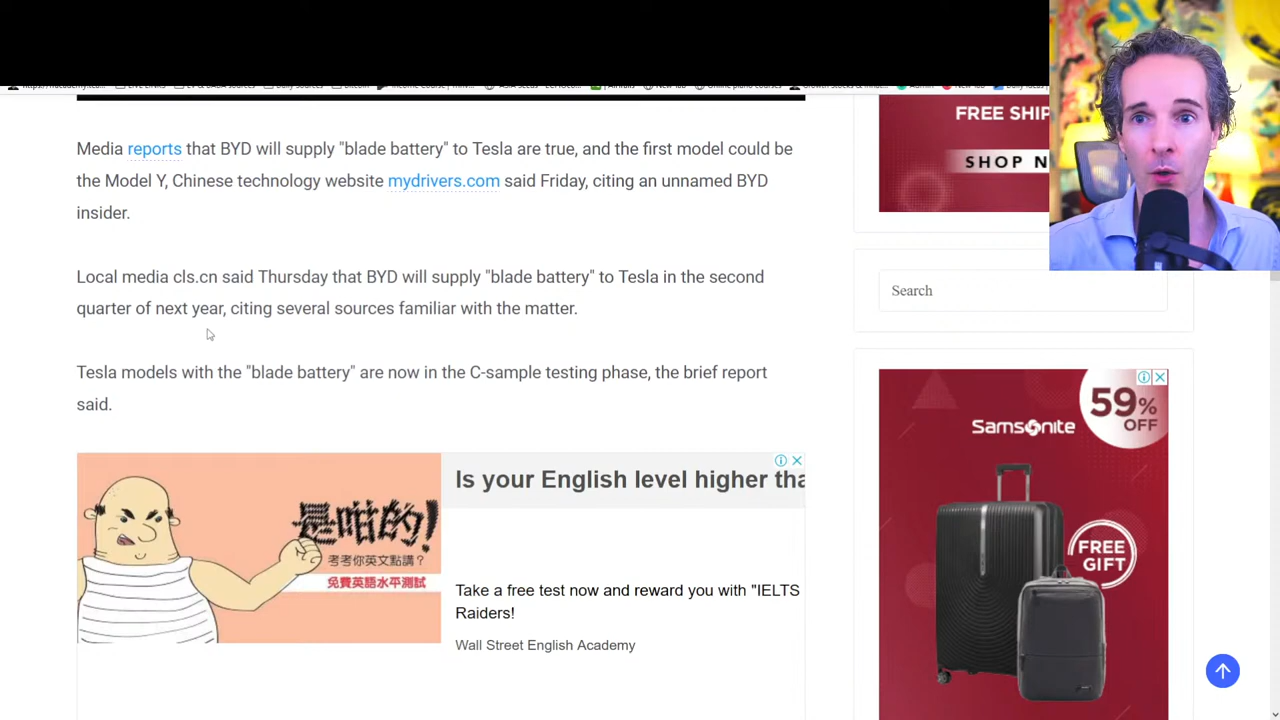 Media reports that BYD will supply "blade battery" to Tesla are true, and the first model could be
the Model Y, Chinese technology website mydrivers.com said Friday, citing an unnamed BYD
insider.
Local media cls.cn said Thursday that BYD will supply "blade battery" to Tesla in the second
quarter of next year, citing several sources familiar with the matter.
Tesla models with the "blade battery" are now in the C-sample testing phase, the brief report
said.
是咁的!
考考你英文點講?
免費英語水平測試
Is your English level higher tha
Take a free test now and reward you with "IELTS
Raiders!
Wall Street English Academy
FREE SHIP
SHOP N
Search
59%
OFF
Samsonite
FREE
GIFT